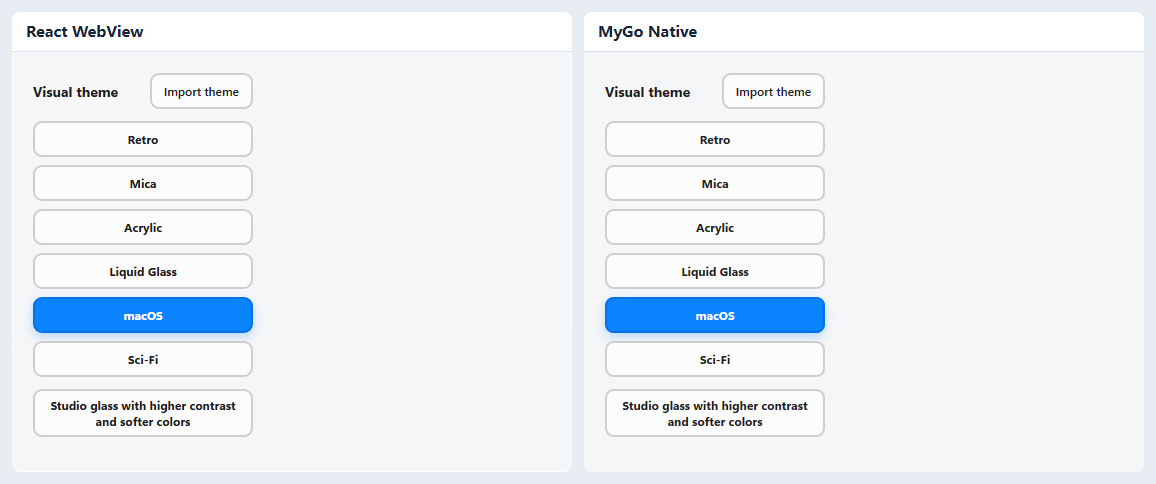 React WebView
Visual theme
Import theme
Retro
Mica
Acrylic
Liquid Glass
macOS
Sci-Fi
Studio glass with higher contrast
and softer colors
MyGo Native
Visual theme
Import theme
Retro
Mica
Acrylic
Liquid Glass
macOS
Sci-Fi
Studio glass with higher contrast
and softer colors